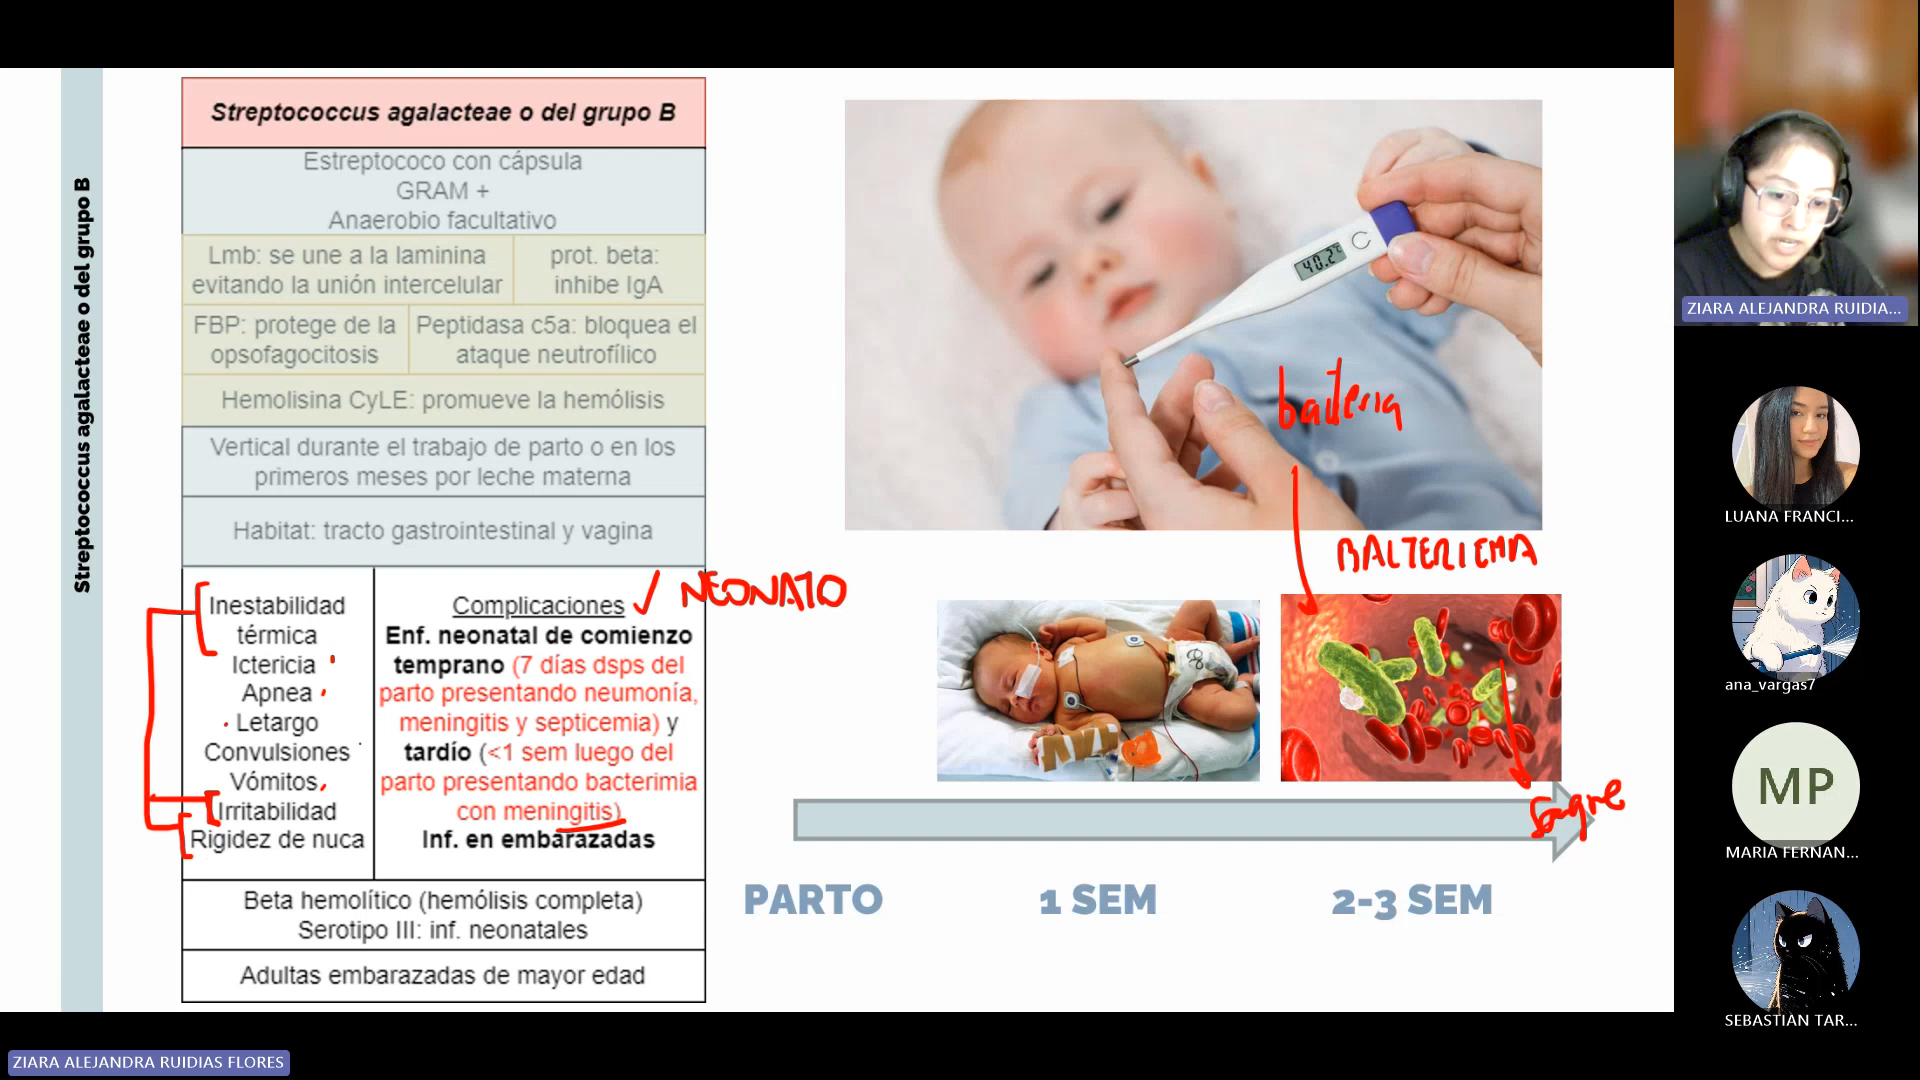 Streptococcus agalacteae o del grupo B
Streptococcus agalacteae o del grupo B
Estreptococo con cápsula
GRAM +
Anaerobio facultativo
Lmb: se une a la laminina
evitando la unión intercelular
prot. beta:
inhibe IgA
FBP: protege de la
opsofagocitosis
Peptidasa c5a: bloquea el
ataque neutrofílico
Hemolisina CyLE: promueve la hemólisis
Vertical durante el trabajo de parto o en los
primeros meses por leche materna
Habitat: tracto gastrointestinal y vagina
Inestabilidad
térmica
Ictericia
Apnea
Letargo
Convulsiones
Vómitos
Irritabilidad
Rigidez de nuca
Complicaciones
NEONATO
Enf. neonatal de comienzo
temprano (7 días dsps del
parto presentando neumonía,
meningitis y septicemia) y
tardío (<1 sem luego del
parto presentando bacterimia
con meningitis)
Inf. en embarazadas
Beta hemolítico (hemólisis completa)
Serotipo III: inf. neonatales
Adultas embarazadas de mayor edad
40.2°C
bacteria
BACTERIEMIA
Sangre
PARTO
1 SEM
2-3 SEM
ZIARA ALEJANDRA RUIDIA...
LUANA FRANCI...
ana_vargas7
MP
MARIA FERNAN...
SEBASTIAN TAR...
ZIARA ALEJANDRA RUIDIAS FLORES